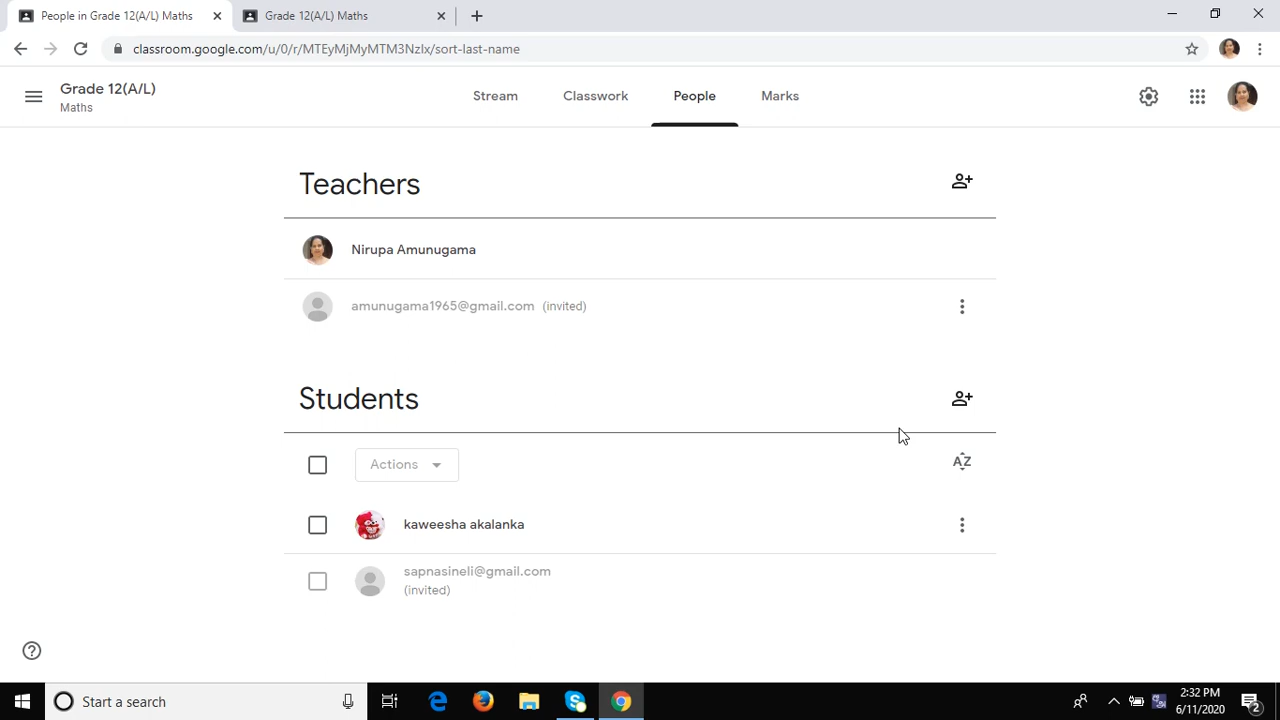 People in Grade 12(A/L) Maths
Grade 12(A/L) Maths
classroom.google.com/u/0/r/MTEyMjMyMTM3NzIx/sort-last-name
Grade 12(A/L)
Maths
Stream
Classwork
People
Marks
Teachers
Nirupa Amunugama
amunugama1965@gmail.com (invited)
Students
Actions
AZ
kaweesha akalanka
sapnasineli@gmail.com
(invited)
Start a search
2:32 PM
6/11/2020
2